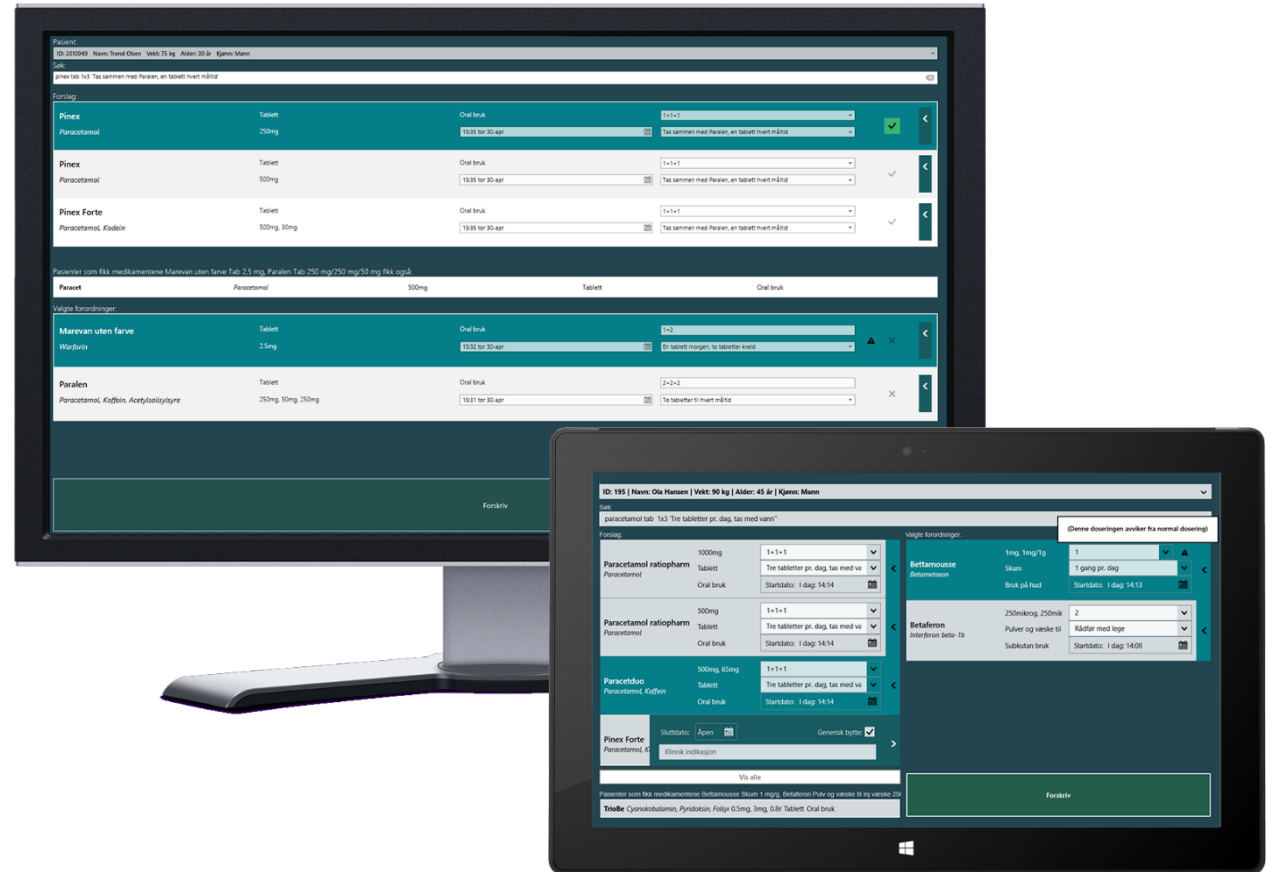 Pasient:
ID: 2010949 Navn: Trond Olsen Vekt: 75 kg Alder: 30 år Kjønn: Mann
Søk:
pinex tab 1x3 'Tas sammen med Paralen, en tablett hvert måltid'
Forslag:
Pinex Tablett Oral bruk 1+1+1
Paracetamol 250mg 15:35 tor 30-apr Tas sammen med Paralen, en tablett hvert måltid
Pinex Tablett Oral bruk 1+1+1
Paracetamol 500mg 15:35 tor 30-apr Tas sammen med Paralen, en tablett hvert måltid
Pinex Forte Tablett Oral bruk 1+1+1
Paracetamol, Kodein 500mg, 30mg 15:35 tor 30-apr Tas sammen med Paralen, en tablett hvert måltid
Pasienter som fikk medikamentene Marevan uten farve Tab 2,5 mg, Paralen Tab 250 mg/250 mg/50 mg fikk også:
Paracet Paracetamol 500mg Tablett Oral bruk
Valgte forordninger:
Marevan uten farve Tablett Oral bruk 1+2
Warfarin 2.5mg 15:32 tor 30-apr En tablett morgen, to tabletter kveld
Paralen Tablett Oral bruk 2+2+2
Paracetamol, Koffein, Acetylsalisylsyre 250mg, 50mg, 250mg 15:31 tor 30-apr To tabletter til hvert måltid
Forskriv
ID: 195 | Navn: Ola Hansen | Vekt: 90 kg | Alder: 45 år | Kjønn: Mann
Søk:
paracetamol tab 1x3 'Tre tabletter pr. dag, tas med vann''
(Denne doseringen avviker fra normal dosering)
Forslag:
1000mg 1+1+1
Paracetamol ratiopharm Tablett Tre tabletter pr. dag, tas med va
Paracetamol
Oral bruk Startdato: I dag: 14:14
500mg 1+1+1
Paracetamol ratiopharm Tablett Tre tabletter pr. dag, tas med va
Paracetamol
Oral bruk Startdato: I dag: 14:14
500mg, 65mg 1+1+1
Paracetduo Tablett Tre tabletter pr. dag, tas med va
Paracetamol, Koffein
Oral bruk Startdato: I dag: 14:14
Sluttdato: Åpen Generisk bytte:
Pinex Forte
Paracetamol, K Klinisk indikasjon
Vis alle
Pasienter som fikk medikamentene Bettamousse Skum 1 mg/g, Betaferon Pulv og væske til inj væske 25
TrioBe Cyanokobalamin, Pyridoksin, Folsyr 0.5mg, 3mg, 0.8r Tablett Oral bruk
Valgte forordninger:
1mg, 1mg/1g 1
Bettamousse Skum 1 gang pr. dag
Betametason
Bruk på hud Startdato: I dag: 14:13
250mikrog, 250mik 2
Betaferon Pulver og væske til Rådfør med lege
Interferon beta-1b
Subkutan bruk Startdato: I dag: 14:08
Forskriv